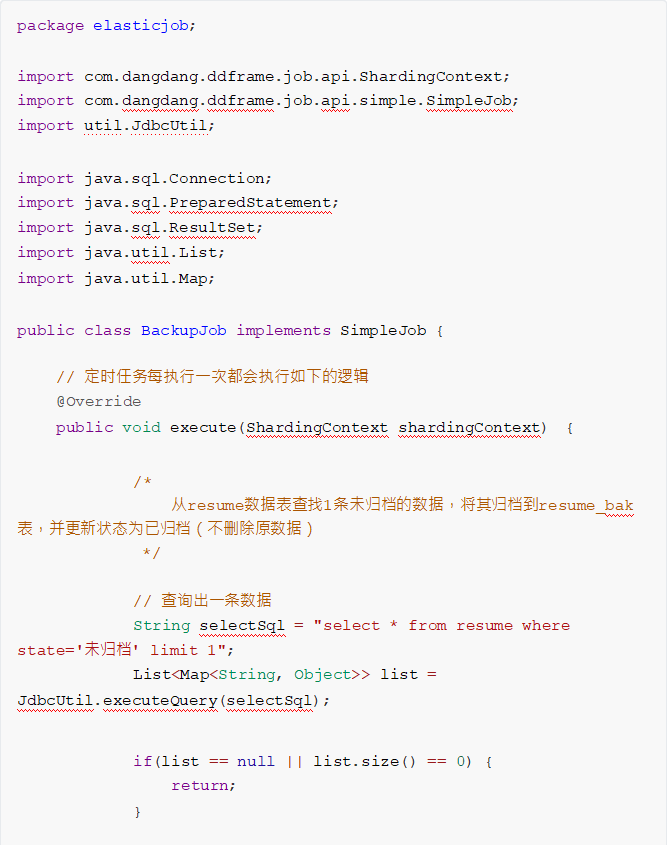 package elasticjob;
import com.dangdang.ddframe.job.api.ShardingContext;
import com.dangdang.ddframe.job.api.simple.SimpleJob;
import util.JdbcUtil;
import java.sql.Connection;
import java.sql.PreparedStatement;
import java.sql.ResultSet;
import java.util.List;
import java.util.Map;
public class BackupJob implements SimpleJob {
// 定时任务每执行一次都会执行如下的逻辑
@Override
public void execute(ShardingContext shardingContext) {
/*
从resume数据表查找1条未归档的数据，将其归档到resume_bak
表，并更新状态为已归档（不删除原数据）
*/
// 查询出一条数据
String selectSql = "select * from resume where
state='未归档' limit 1";
List<Map<String, Object>> list =
JdbcUtil.executeQuery(selectSql);
if(list == null || list.size() == 0) {
return;
}